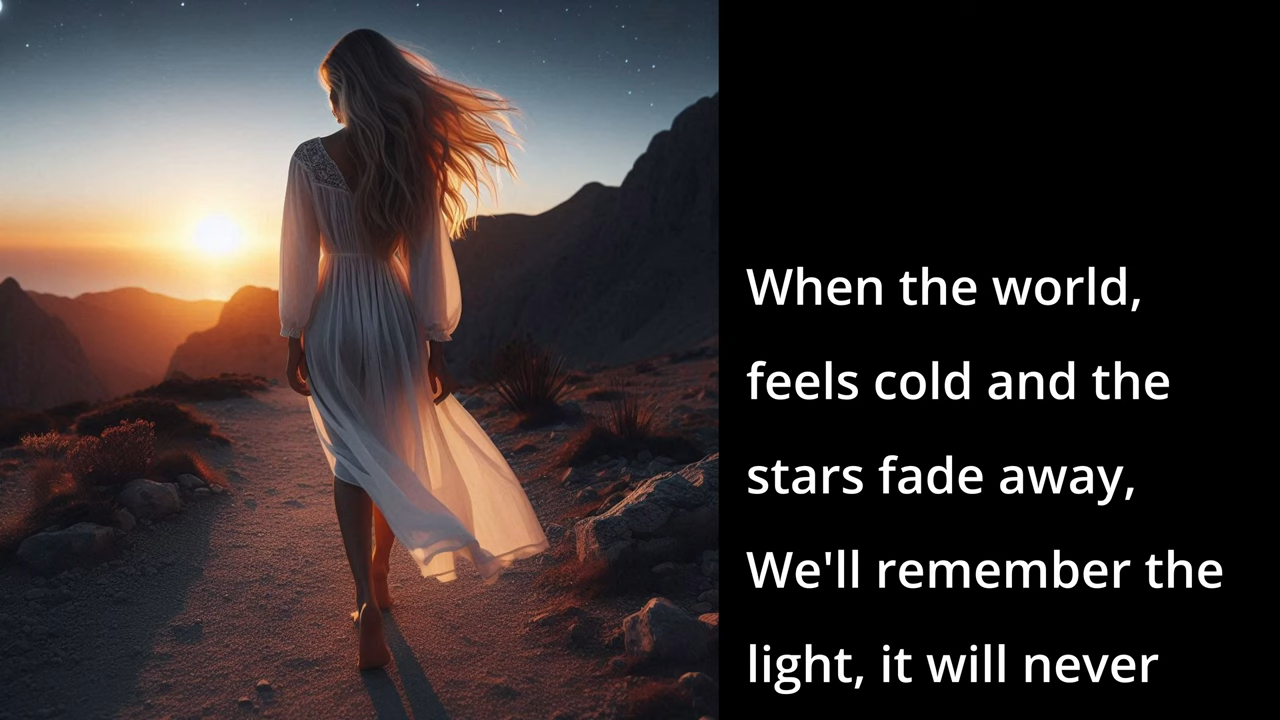 When the world,
feels cold and the
stars fade away,
We'll remember the
light, it will never